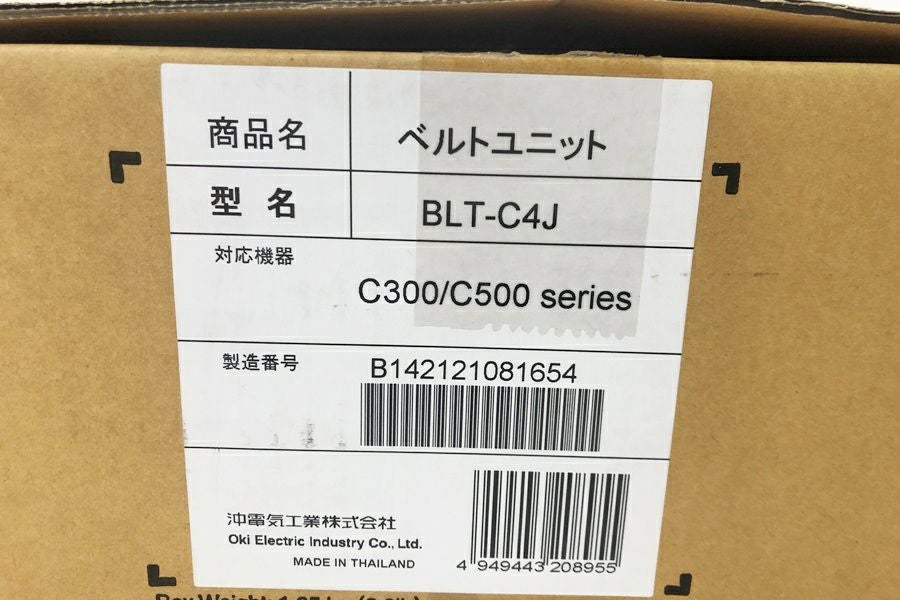 商品名 ベルトユニット
型 名 BLT-C4J
対応機器
C300/C500 series
製造番号 B142121081654
沖電気工業株式会社
Oki Electric Industry Co., Ltd.
MADE IN THAILAND
4 949443 208955
Box Weight: